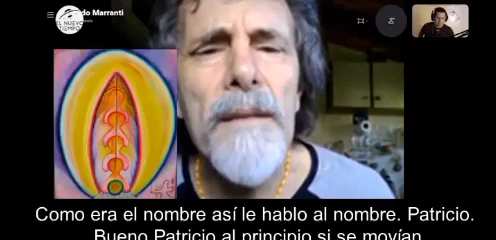 do Marranti
EL NUEVO
TIEMPO
Como era el nombre así le hablo al nombre. Patricio.
Bueno Patricio al principio si se movían